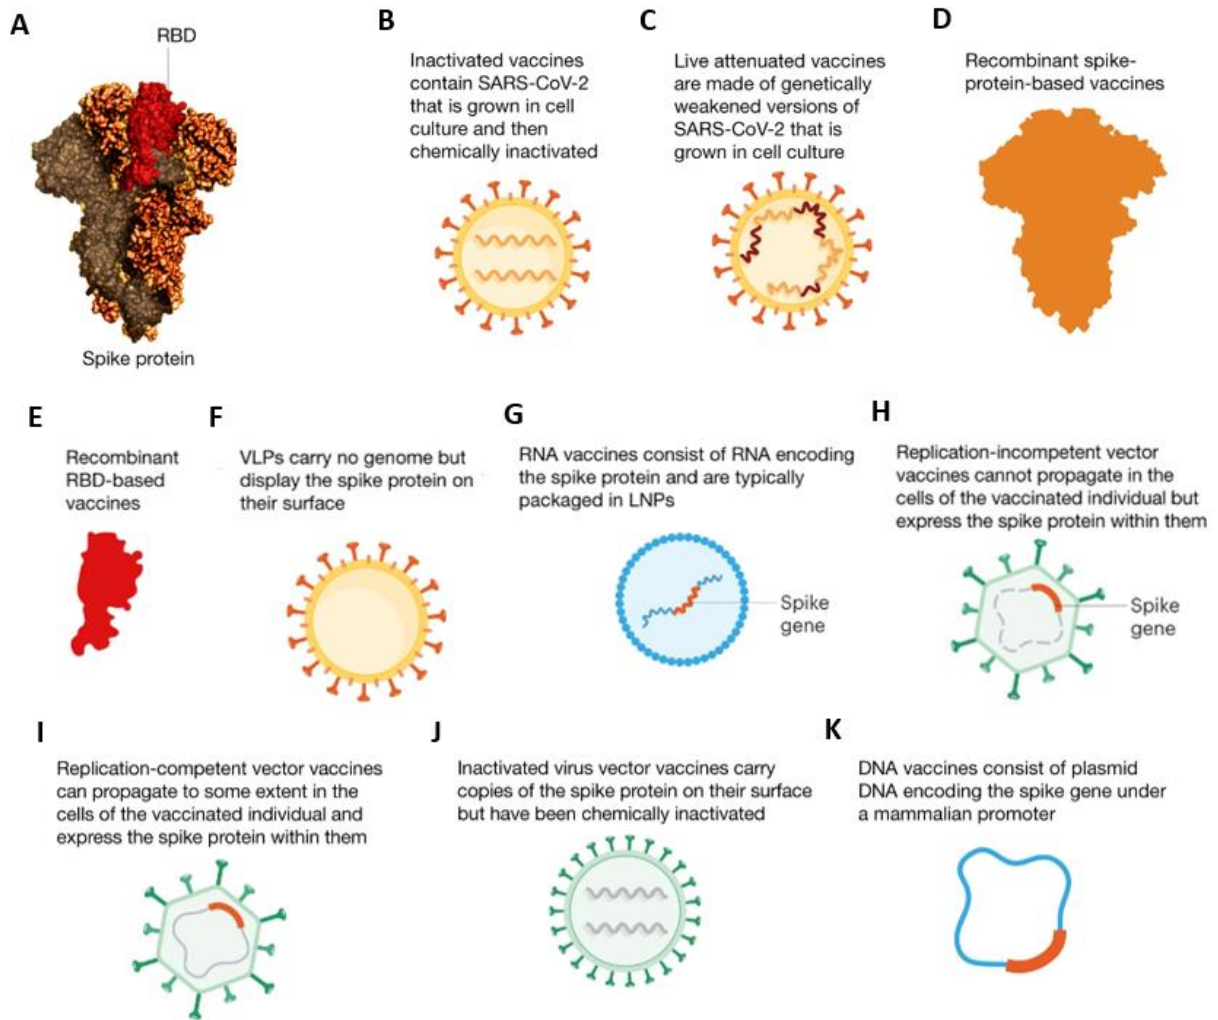 A
RBD
Spike protein
B
Inactivated vaccines
contain SARS-CoV-2
that is grown in cell
culture and then
chemically inactivated
C
Live attenuated vaccines
are made of genetically
weakened versions of
SARS-CoV-2 that is
grown in cell culture
D
Recombinant spike-
protein-based vaccines
E
Recombinant
RBD-based
vaccines
F
VLPs carry no genome but
display the spike protein on
their surface
G
RNA vaccines consist of RNA encoding
the spike protein and are typically
packaged in LNPs
Spike
gene
H
Replication-incompetent vector
vaccines cannot propagate in the
cells of the vaccinated individual but
express the spike protein within them
Spike
gene
I
Replication-competent vector vaccines
can propagate to some extent in the
cells of the vaccinated individual and
express the spike protein within them
J
Inactivated virus vector vaccines carry
copies of the spike protein on their surface
but have been chemically inactivated
K
DNA vaccines consist of plasmid
DNA encoding the spike gene under
a mammalian promoter